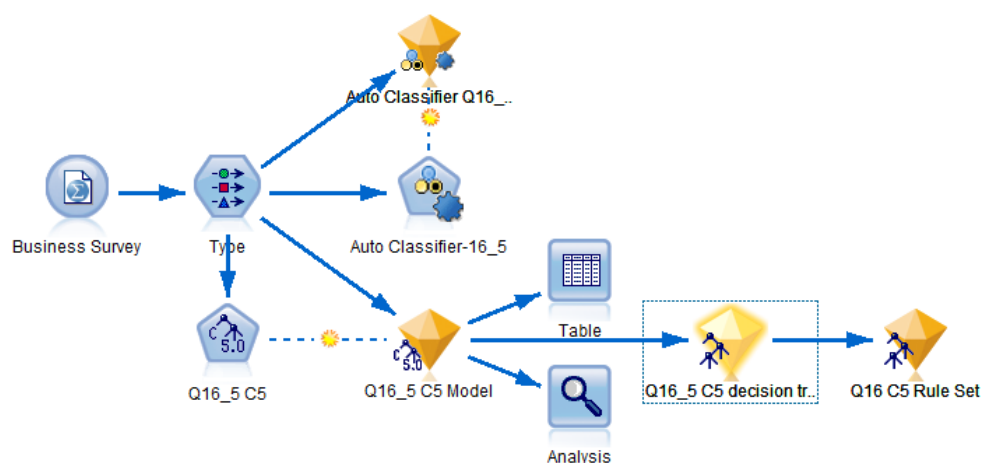 Auto Classifier Q16_..
Business Survey
Type
Auto Classifier-16_5
Table
C 5.0
Q16_5 C5
C 5.0
Q16_5 C5 Model
Q16_5 C5 decision tr..
Q16 C5 Rule Set
Analysis